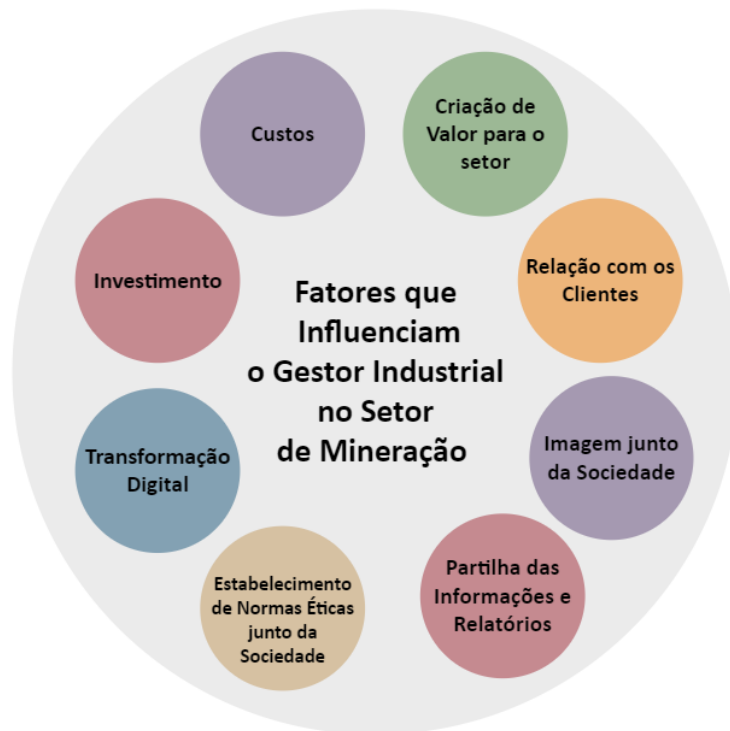 Custos
Criação de
Valor para o
setor
Investimento
Relação com os
Clientes
Fatores que
Influenciam
o Gestor Industrial
no Setor
de Mineração
Transformação
Digital
Imagem junto
da Sociedade
Estabelecimento
de Normas Éticas
junto da
Sociedade
Partilha das
Informações e
Relatórios